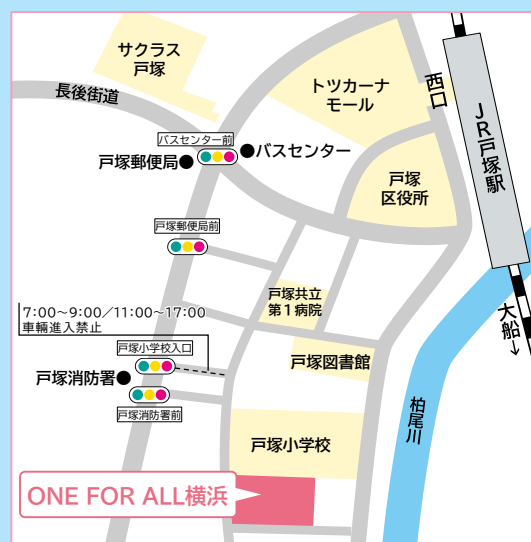 サクラス
戸塚
長後街道
トツカーナ
モール
西口
JR戸塚駅
バスセンター前
バスセンター
戸塚郵便局
戸塚
区役所
戸塚郵便局前
戸塚共立
第1病院
大船→
7:00～9:00／11:00～17:00
車輛進入禁止
戸塚小学校入口
戸塚図書館
戸塚消防署
戸塚消防署前
柏尾川
戸塚小学校
ONE FOR ALL横浜